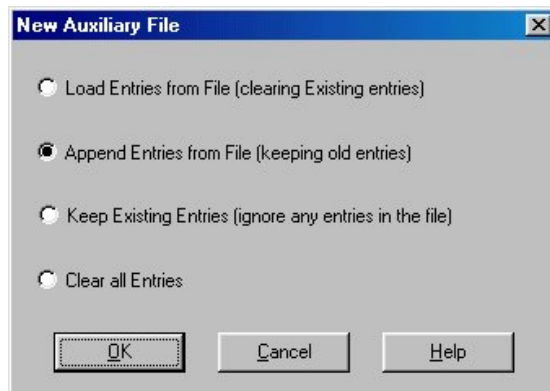 New Auxiliary File
Load Entries from File (clearing Existing entries)
Append Entries from File (keeping old entries)
Keep Existing Entries (ignore any entries in the file)
Clear all Entries
OK Cancel Help